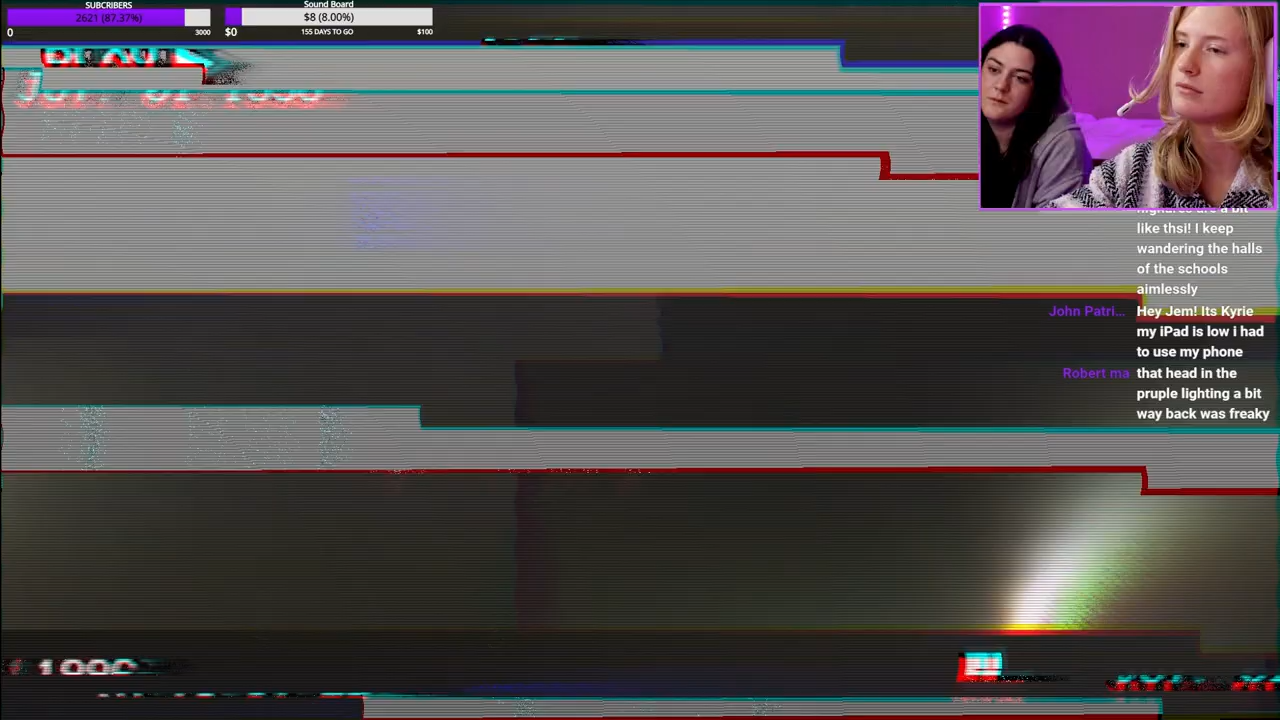 SUBCRIBERS
2621 (87.37%)
0
3000
Sound Board
$8 (8.00%)
$0
155 DAYS TO GO
$100
like thsi! I keep
wandering the halls
of the schools
aimlessly
John Patri... Hey Jem! Its Kyrie
my iPad is low i had
to use my phone
Robert ma that head in the
pruple lighting a bit
way back was freaky